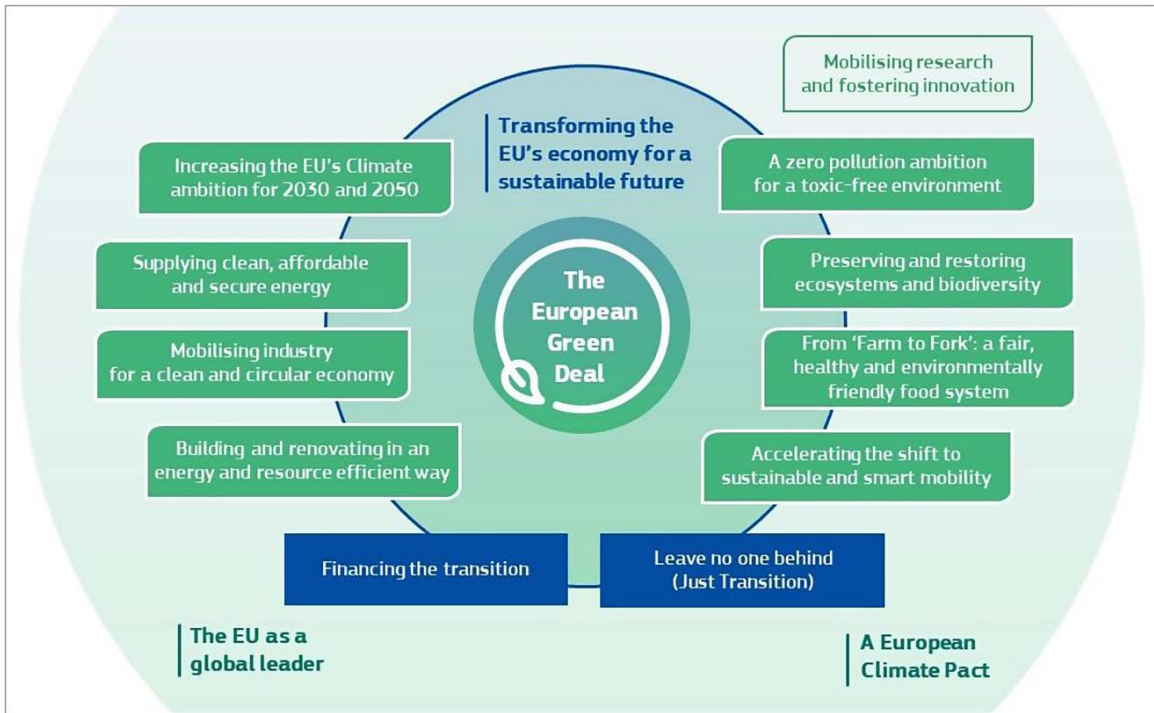 Mobilising research
and fostering innovation
Transforming the
EU's economy for a
sustainable future
Increasing the EU's Climate
ambition for 2030 and 2050
Supplying clean, affordable
and secure energy
Mobilising industry
for a clean and circular economy
Building and renovating in an
energy and resource efficient way
The
European
Green
Deal
A zero pollution ambition
for a toxic-free environment
Preserving and restoring
ecosystems and biodiversity
From ‘Farm to Fork’: a fair,
healthy and environmentally
friendly food system
Accelerating the shift to
sustainable and smart mobility
Financing the transition
Leave no one behind
(Just Transition)
The EU as a
global leader
A European
Climate Pact